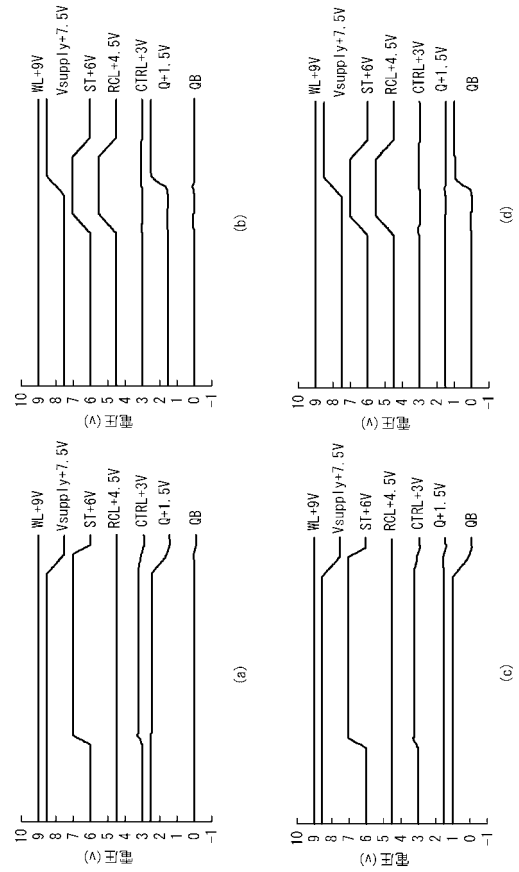 10
9
8
7
6
5
4
3
2
1
0
-1
電圧(v)
WL+9V
Vsupply+7.5V
ST+6V
RCL+4.5V
CTRL+3V
Q+1.5V
QB
(a)
10
9
8
7
6
5
4
3
2
1
0
-1
電圧(v)
WL+9V
Vsupply+7.5V
ST+6V
RCL+4.5V
CTRL+3V
Q+1.5V
QB
(b)
10
9
8
7
6
5
4
3
2
1
0
-1
電圧(v)
WL+9V
Vsupply+7.5V
ST+6V
RCL+4.5V
CTRL+3V
Q+1.5V
QB
(c)
10
9
8
7
6
5
4
3
2
1
0
-1
電圧(v)
WL+9V
Vsupply+7.5V
ST+6V
RCL+4.5V
CTRL+3V
Q+1.5V
QB
(d)